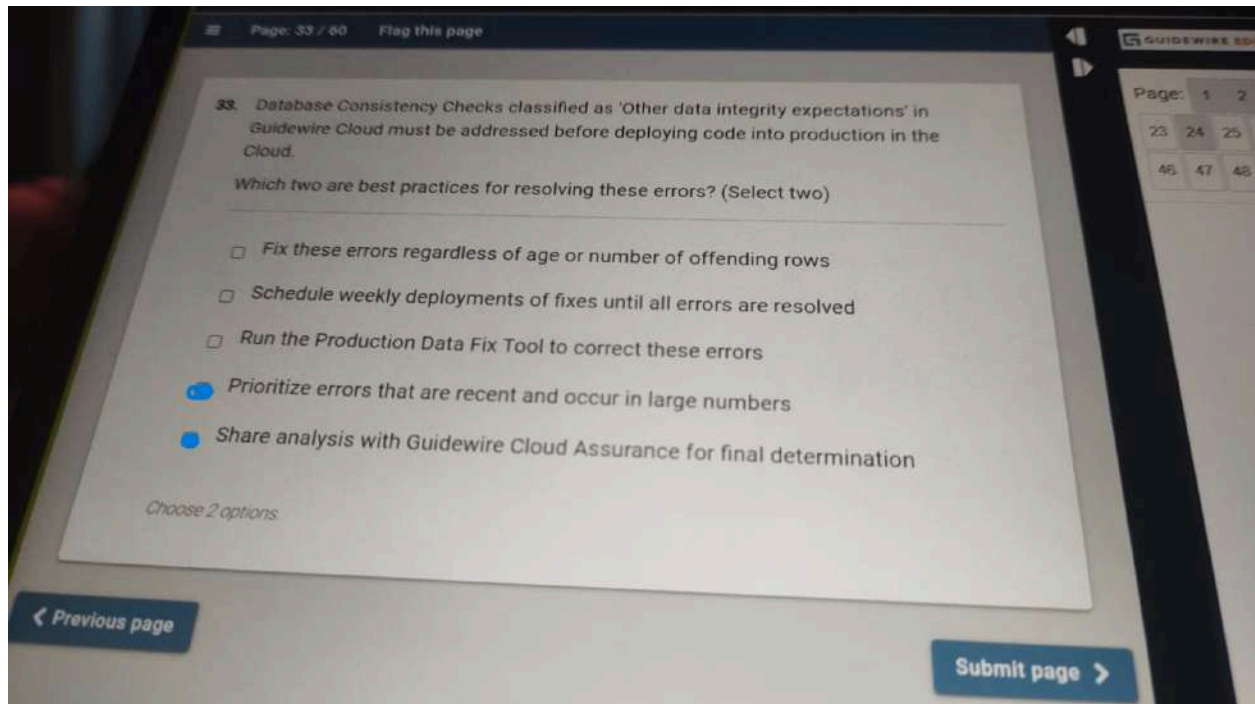 Page: 33 / 60 Flag this page
GUIDEWIRE
Page: 1 2
23 24 25
46 47 48
33. Database Consistency Checks classified as 'Other data integrity expectations' in
Guidewire Cloud must be addressed before deploying code into production in the
Cloud.
Which two are best practices for resolving these errors? (Select two)
Fix these errors regardless of age or number of offending rows
Schedule weekly deployments of fixes until all errors are resolved
Run the Production Data Fix Tool to correct these errors
Prioritize errors that are recent and occur in large numbers
Share analysis with Guidewire Cloud Assurance for final determination
Choose 2 options.
Previous page
Submit page